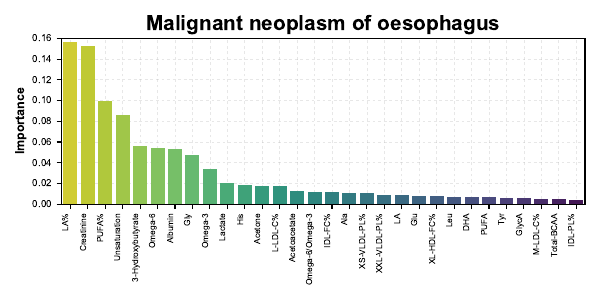 Malignant neoplasm of oesophagus
Importance
0.16
0.14
0.12
0.10
0.08
0.06
0.04
0.02
0.00
LA%
Creatinine
PUFA%
Unsaturation
3-Hydroxybutyrate
Omega-6
Albumin
Gly
Omega-3
Lactate
His
Acetone
L-LDL-C%
Acetoacetate
Omega-6/Omega-3
IDL-FC%
Ala
XS-VLDL-PL%
XXL-VLDL-PL%
LA
Glu
XL-HDL-FC%
Leu
DHA
PUFA
Tyr
GlycA
M-LDL-C%
Total-BCAA
IDL-PL%